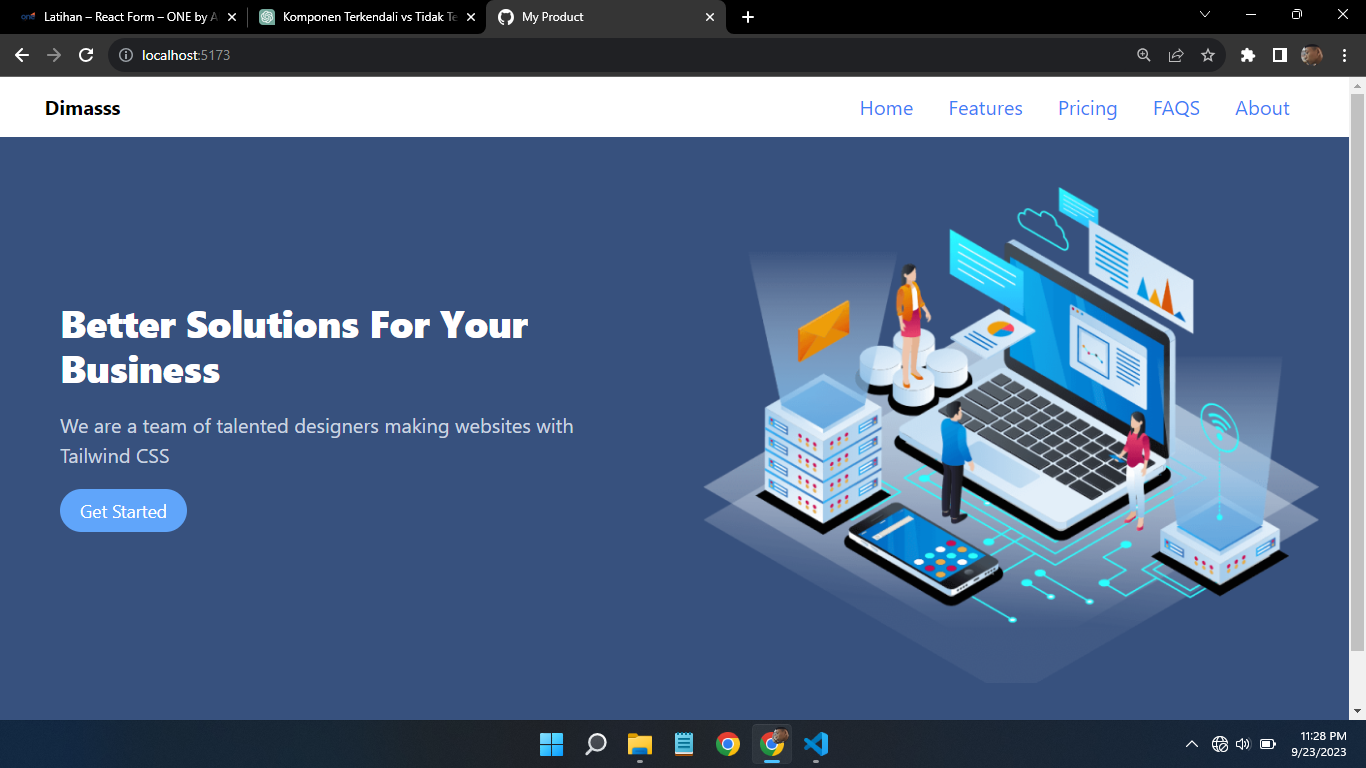 Latihan – React Form – ONE by A
Komponen Terkendali vs Tidak Te
My Product
localhost:5173
Dimasss
Home
Features
Pricing
FAQS
About
Better Solutions For Your
Business
We are a team of talented designers making websites with
Tailwind CSS
Get Started
11:28 PM
9/23/2023